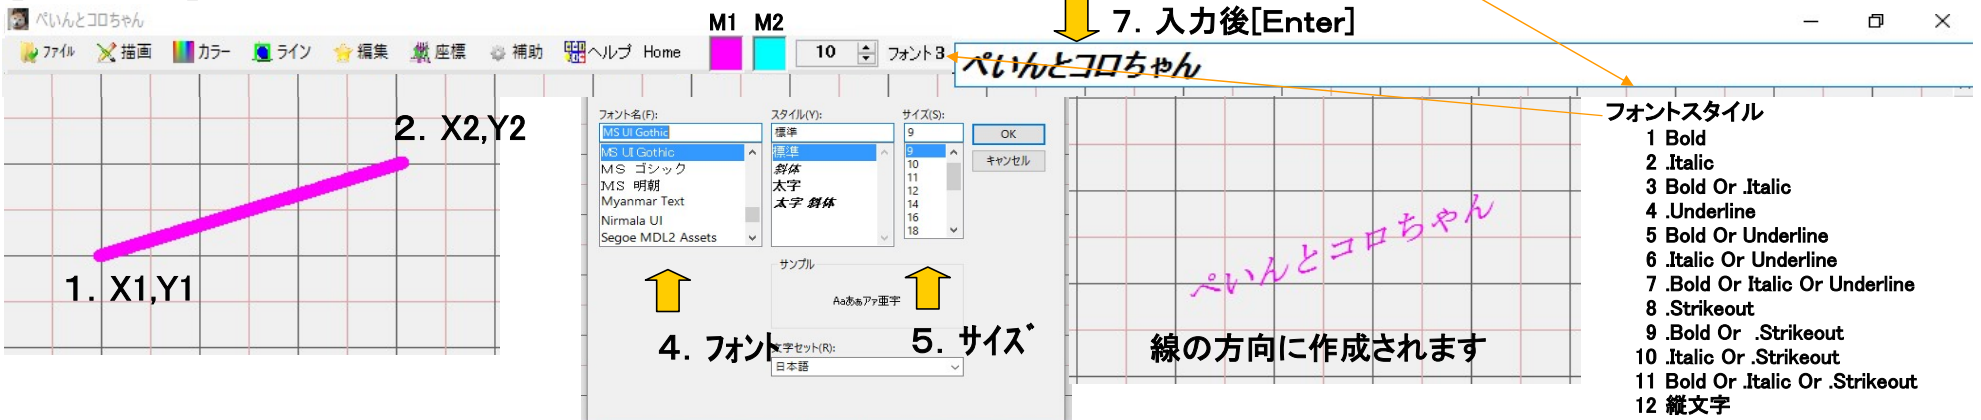 ぺいんとコロちゃん
M1 M2
7. 入力後[Enter]
ファイル 描画 カラー ライン 編集 座標 補助 ヘルプ Home 10 フォント3 ぺいんとコロちゃん
2. X2,Y2
1. X1,Y1
フォント名(F): スタイル(Y): サイズ(S):
MS UI Gothic 標準 9 OK
MS UI Gothic 標準 9
MS ゴシック 斜体 10 キャンセル
MS 明朝 太字 11
Myanmar Text 太字 斜体 12
Nirmala UI 14
Segoe MDL2 Assets 16
18
サンプル
Aaあぁアァ亜宇
4. フォント
5. サイズ
文字セット(R):
日本語
ぺいんとコロちゃん
線の方向に作成されます
フォントスタイル
1 Bold
2 .Italic
3 Bold Or .Italic
4 .Underline
5 Bold Or Underline
6 .Italic Or Underline
7 .Bold Or Italic Or Underline
8 .Strikeout
9 .Bold Or .Strikeout
10 .Italic Or .Strikeout
11 Bold Or .Italic Or .Strikeout
12 縦文字